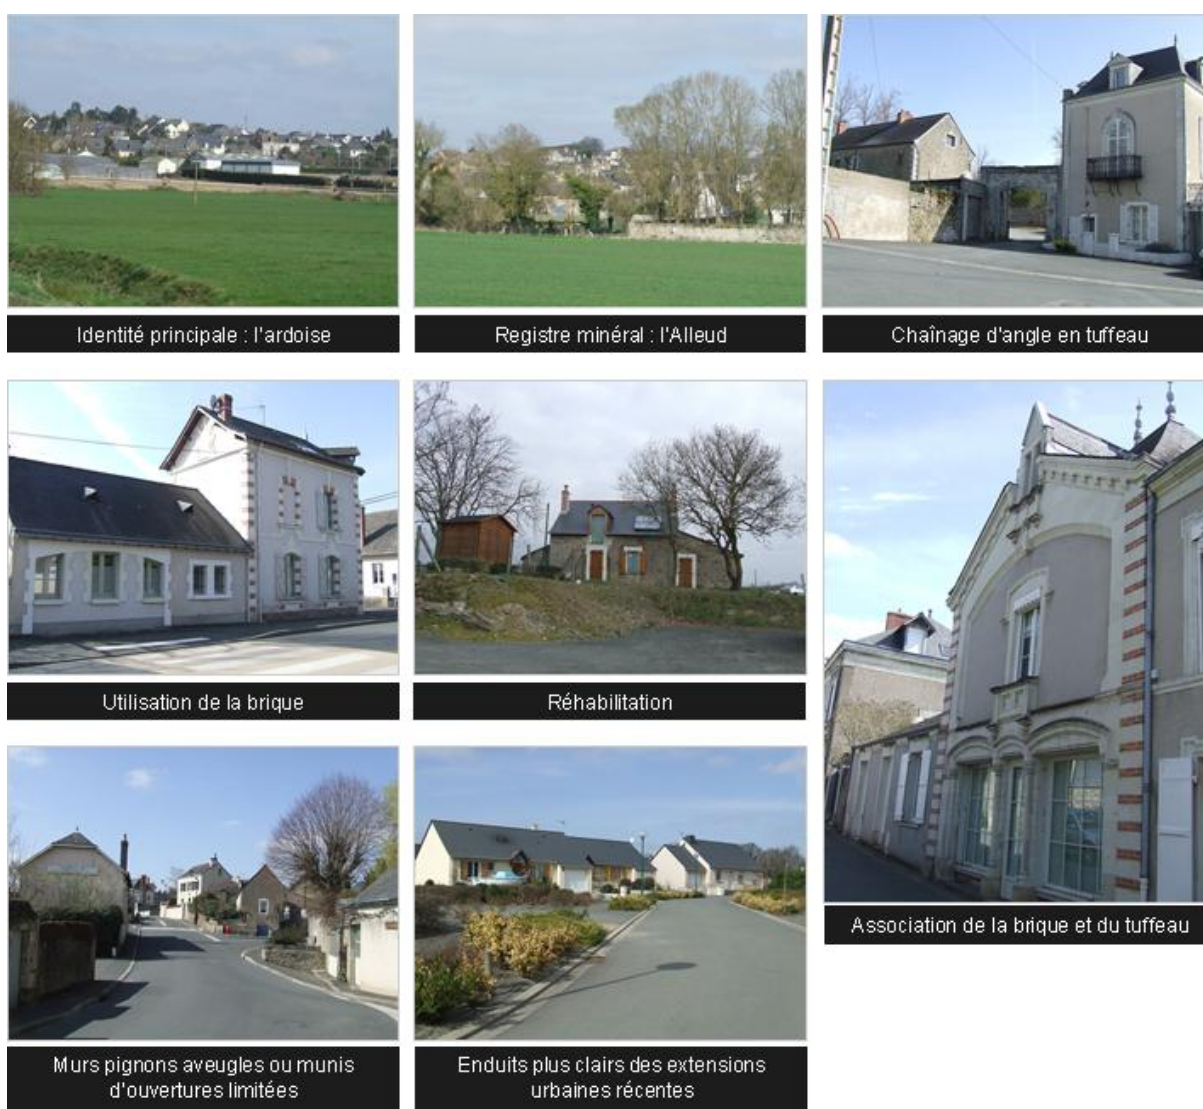 Identité principale : l'ardoise
Registre minéral : l'Alleud
Chaînage d'angle en tuffeau
Utilisation de la brique
Réhabilitation
Association de la brique et du tuffeau
Murs pignons aveugles ou munis
d'ouvertures limitées
Enduits plus clairs des extensions
urbaines récentes